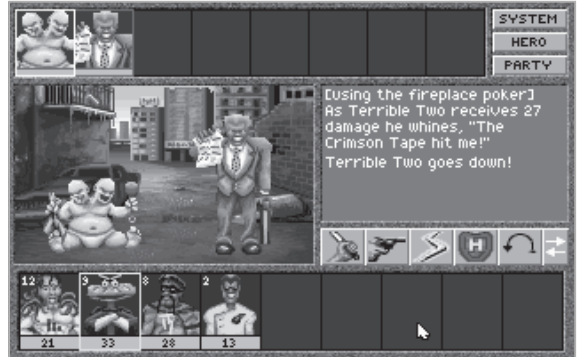 SYSTEM
HERO
PARTY
[using the fireplace poker]
As Terrible Two receives 27
damage he whines, "The
Crimson Tape hit me!"
Terrible Two goes down!
H
12 3 8 2
21 33 28 13